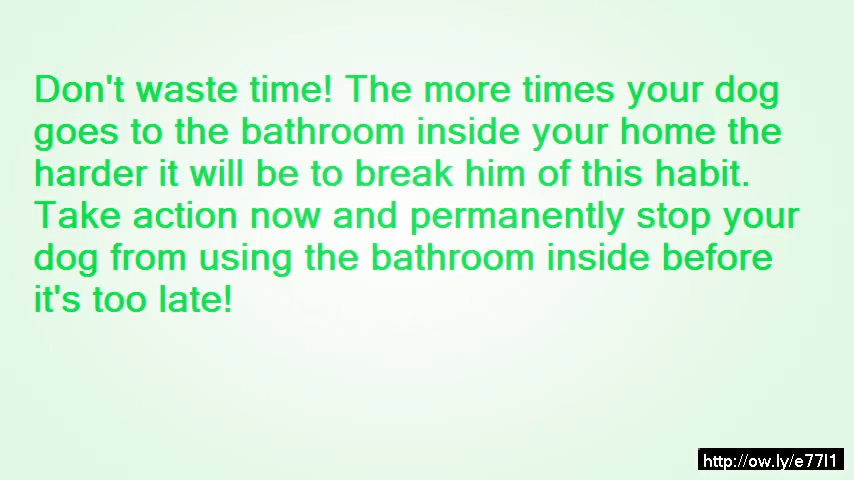 Don't waste time! The more times your dog
goes to the bathroom inside your home the
harder it will be to break him of this habit.
Take action now and permanently stop your
dog from using the bathroom inside before
it's too late!
http://ow.ly/e77l1